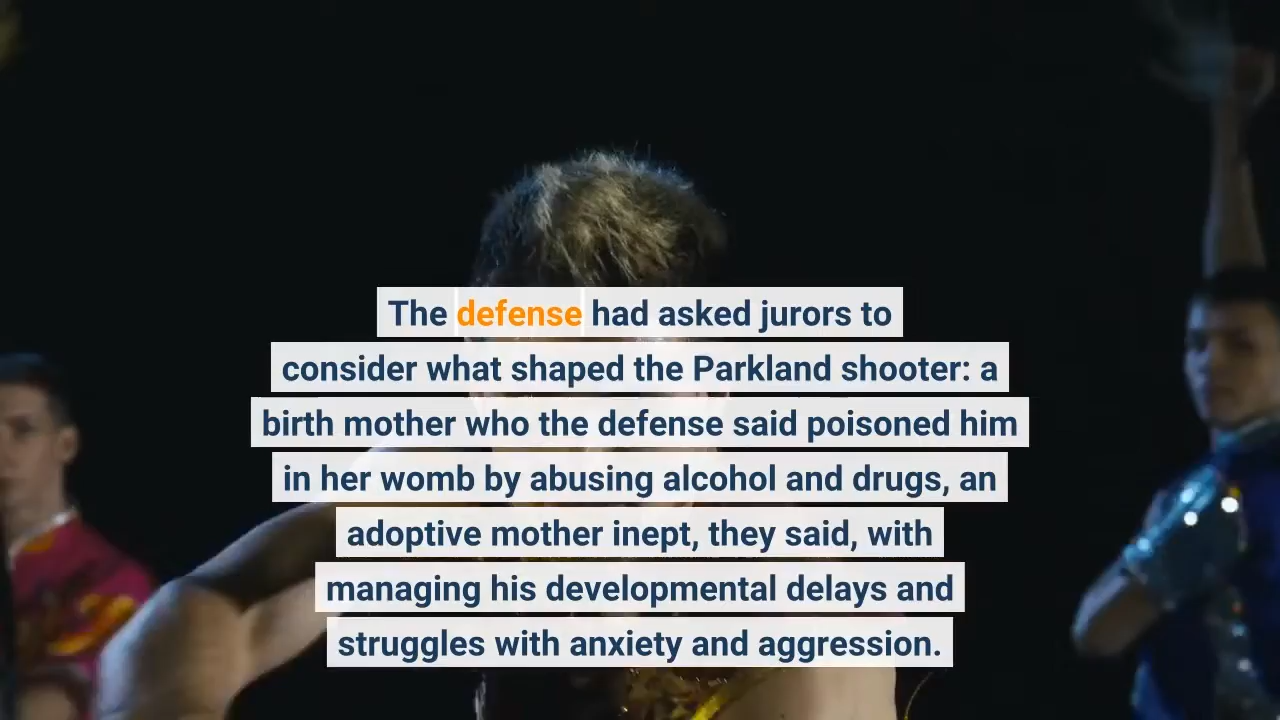 The defense had asked jurors to
consider what shaped the Parkland shooter: a
birth mother who the defense said poisoned him
in her womb by abusing alcohol and drugs, an
adoptive mother inept, they said, with
managing his developmental delays and
struggles with anxiety and aggression.